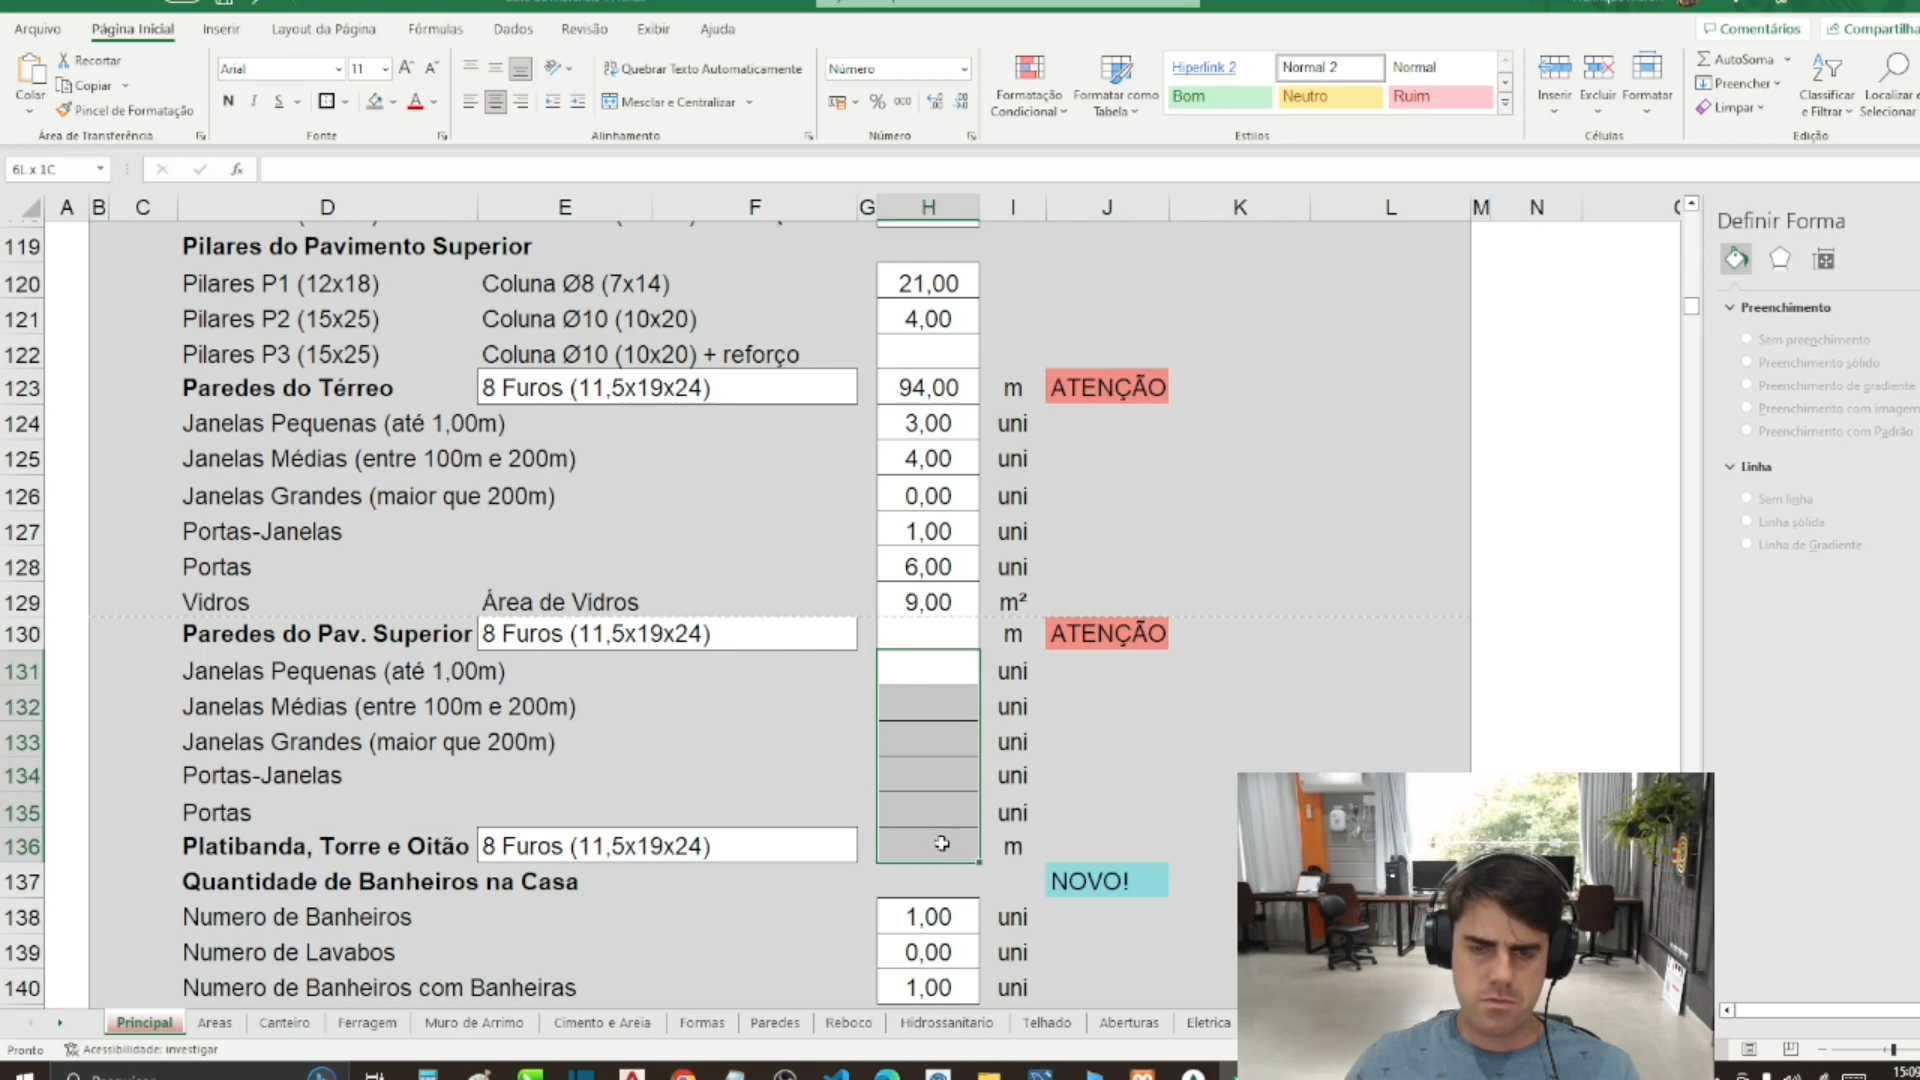 Arquivo Página Inicial Inserir Layout da Página Fórmulas Dados Revisão Exibir Ajuda Comentários Compartilha
Colar Recortar Copiar Pincel de Formatação
Arial 11 N I S
Quebrar Texto Automaticamente
Mesclar e Centralizar
Número
% 000
Formatação Condicional
Formatar como Tabela
Hiperlink 2 Normal 2 Normal
Bom Neutro Ruim
Inserir Excluir Formatar
AutoSoma
Preencher
Limpar
Classificar e Filtrar
Localizar e Selecionar
Área de Transferência Fonte Alinhamento Número Estilos Células Edição
6L x 1C fx
A B C D E F G H I J K L M N
119 Pilares do Pavimento Superior
120 Pilares P1 (12x18) Coluna Ø8 (7x14) 21,00
121 Pilares P2 (15x25) Coluna Ø10 (10x20) 4,00
122 Pilares P3 (15x25) Coluna Ø10 (10x20) + reforço
123 Paredes do Térreo 8 Furos (11,5x19x24) 94,00 m ATENÇÃO
124 Janelas Pequenas (até 1,00m) 3,00 uni
125 Janelas Médias (entre 100m e 200m) 4,00 uni
126 Janelas Grandes (maior que 200m) 0,00 uni
127 Portas-Janelas 1,00 uni
128 Portas 6,00 uni
129 Vidros Área de Vidros 9,00 m²
130 Paredes do Pav. Superior 8 Furos (11,5x19x24) m ATENÇÃO
131 Janelas Pequenas (até 1,00m) uni
132 Janelas Médias (entre 100m e 200m) uni
133 Janelas Grandes (maior que 200m) uni
134 Portas-Janelas uni
135 Portas uni
136 Platibanda, Torre e Oitão 8 Furos (11,5x19x24) m
137 Quantidade de Banheiros na Casa NOVO!
138 Numero de Banheiros 1,00 uni
139 Numero de Lavabos 0,00 uni
140 Numero de Banheiros com Banheiras 1,00 uni
Definir Forma
Preenchimento
Sem preenchimento
Preenchimento sólido
Preenchimento de gradiente
Preenchimento com imagem
Preenchimento com Padrão
Linha
Sem linha
Linha sólida
Linha de Gradiente
Principal Areas Canteiro Ferragem Muro de Arrimo Cimento e Areia Formas Paredes Reboco Hidrossanitario Telhado Aberturas Eletrica
Pronto Acessibilidade: investigar
15:09